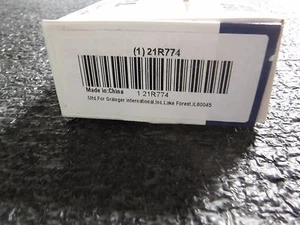 (1) 21R774
Made in:China 1 21R774
Mfd.For Grainger International,Inc.Lake Forest,IL60045